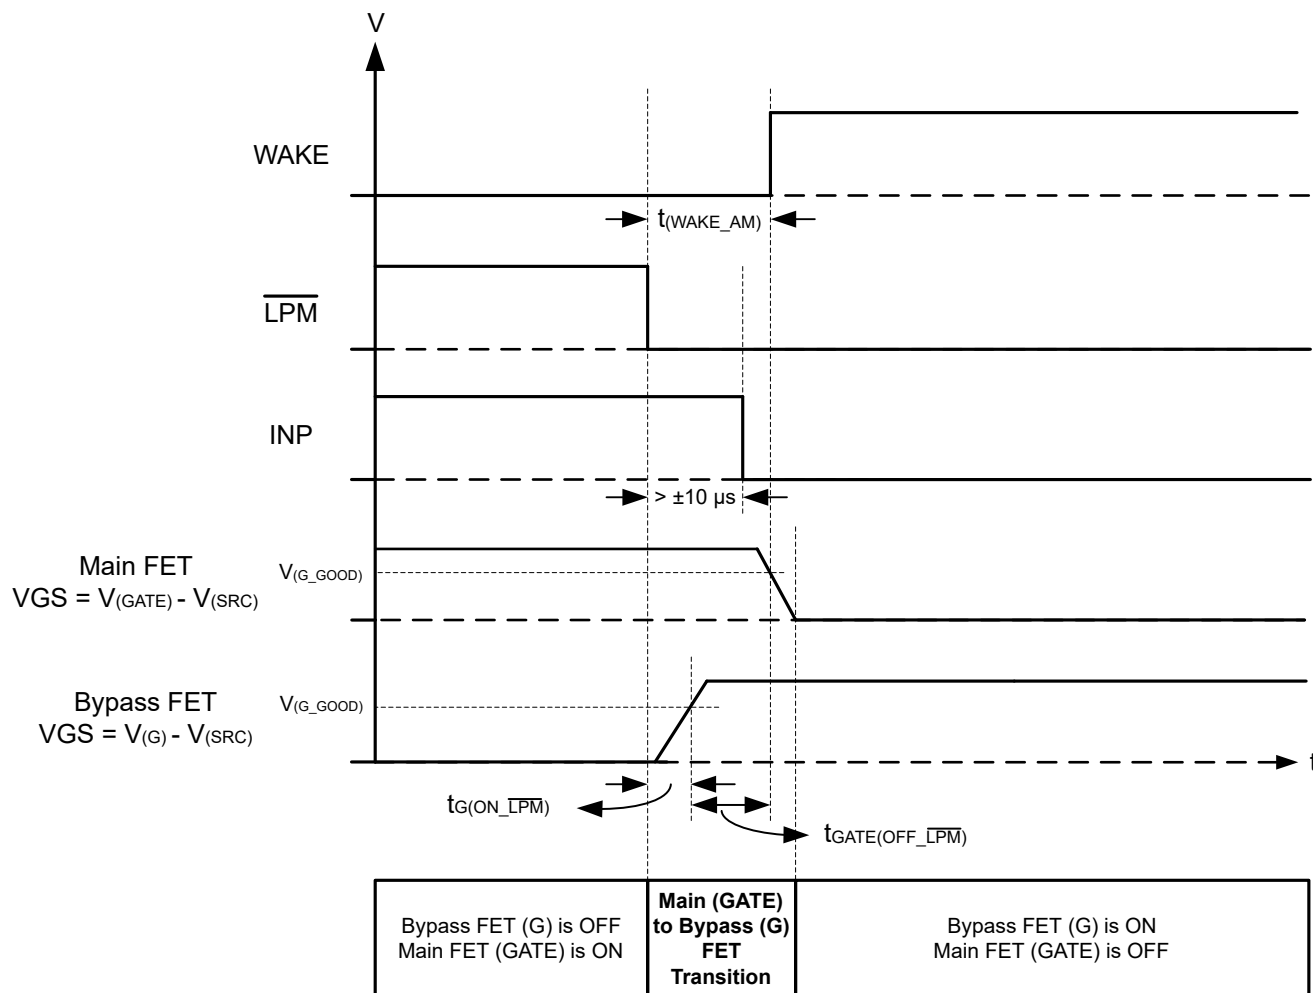 V
WAKE
t(WAKE_AM)
LPM
INP
> ±10 µs
Main FET
VGS = V(GATE) - V(SRC)
V(G_GOOD)
Bypass FET
VGS = V(G) - V(SRC)
V(G_GOOD)
t
tG(ON_LPM)
tGATE(OFF_LPM)
Bypass FET (G) is OFF
Main FET (GATE) is ON
Main (GATE)
to Bypass (G)
FET
Transition
Bypass FET (G) is ON
Main FET (GATE) is OFF